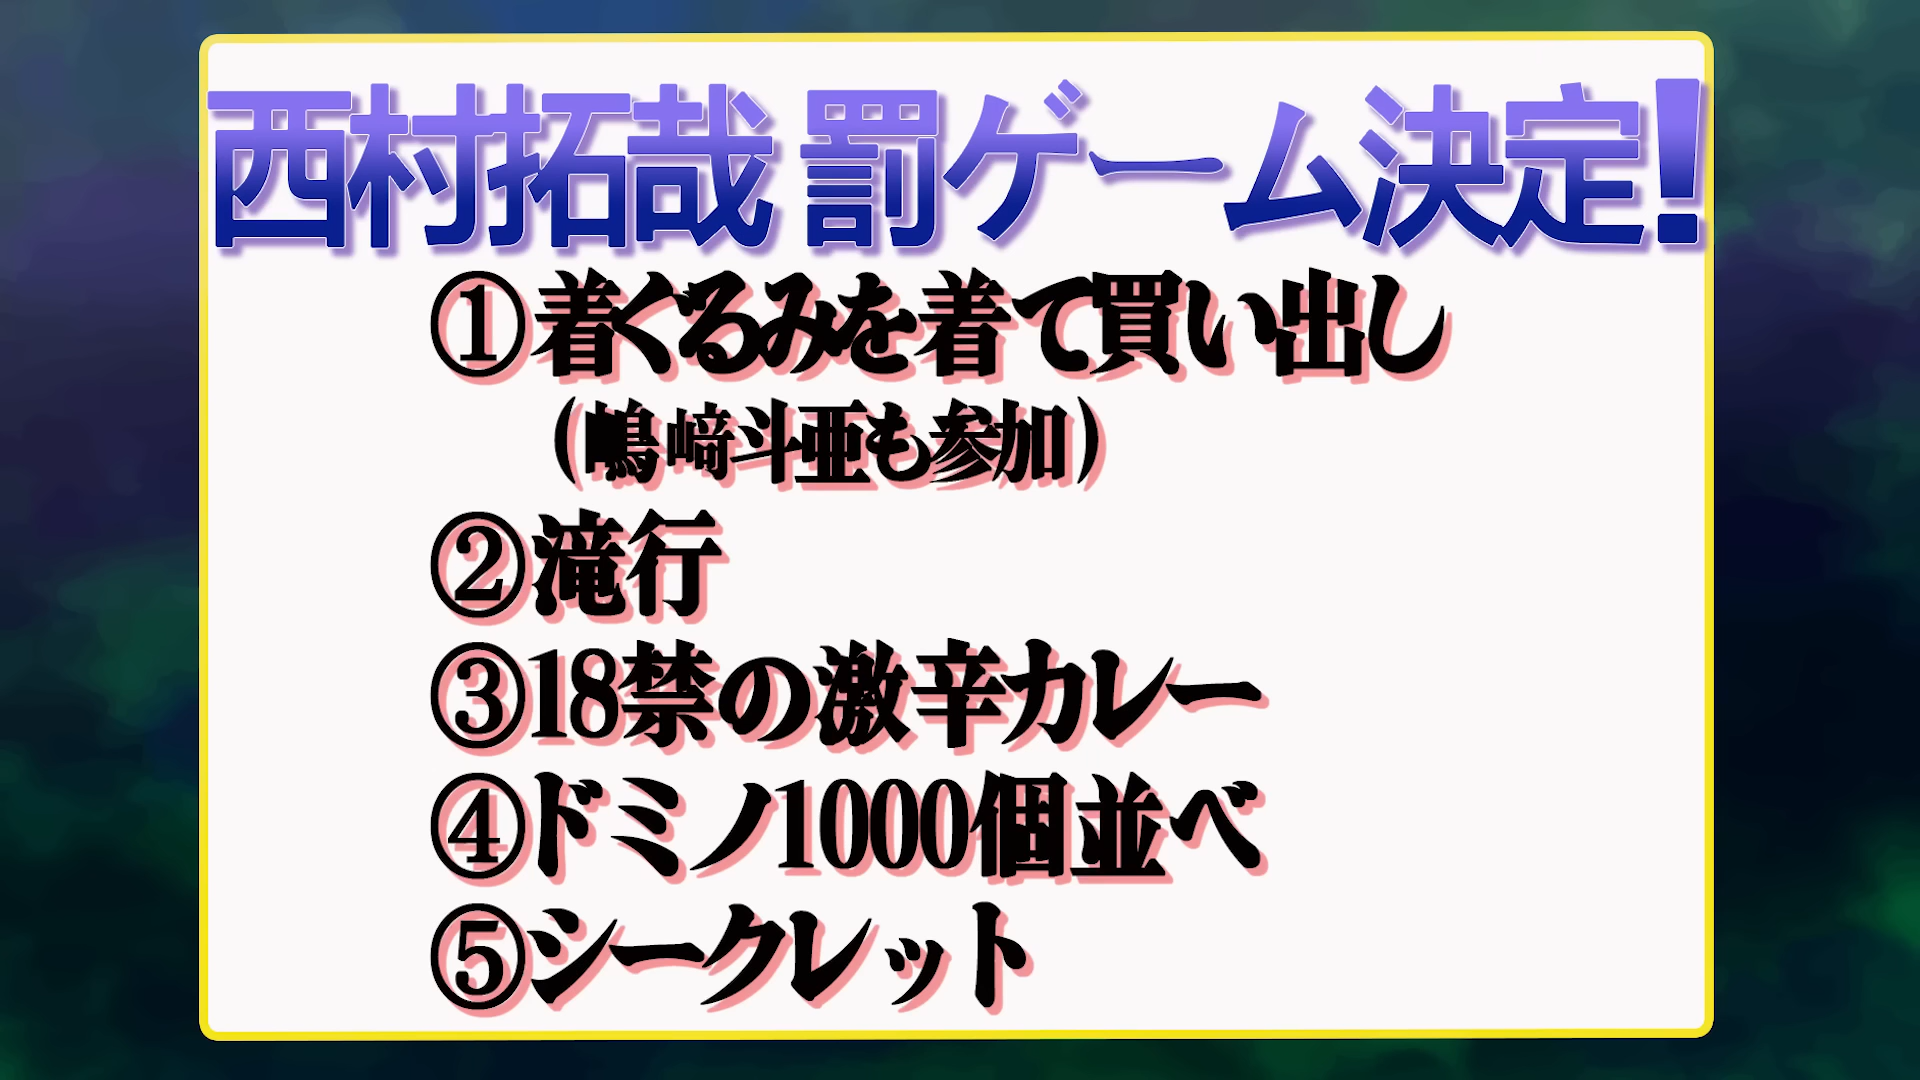 西村拓哉 罰ゲーム決定!
①着ぐるみを着て買い出し
(嶋﨑斗亜も参加)
②滝行
③18禁の激辛カレー
④ドミノ1000個並べ
⑤シークレット